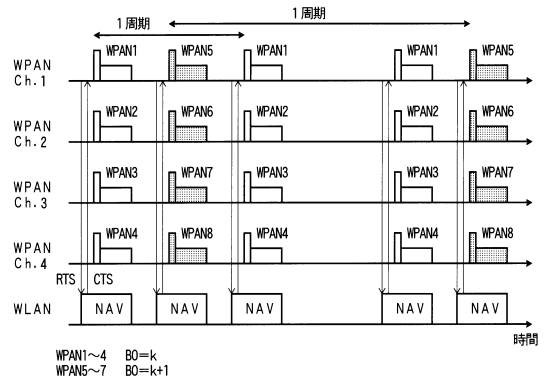 1周期
1周期
WPAN Ch.1
WPAN1 WPAN5 WPAN1 WPAN1 WPAN5
WPAN Ch.2
WPAN2 WPAN6 WPAN2 WPAN2 WPAN6
WPAN Ch.3
WPAN3 WPAN7 WPAN3 WPAN3 WPAN7
WPAN Ch.4
WPAN4 WPAN8 WPAN4 WPAN4 WPAN8
RTS CTS
WLAN NAV NAV NAV NAV NAV
時間
WPAN1～4 BO=k
WPAN5～7 BO=k+1